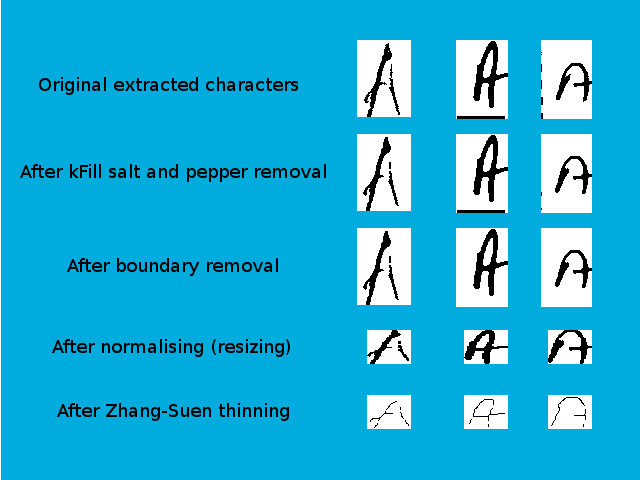 Original extracted characters A A A
After kFill salt and pepper removal A A A
After boundary removal A A A
After normalising (resizing) A A A
After Zhang-Suen thinning A A A